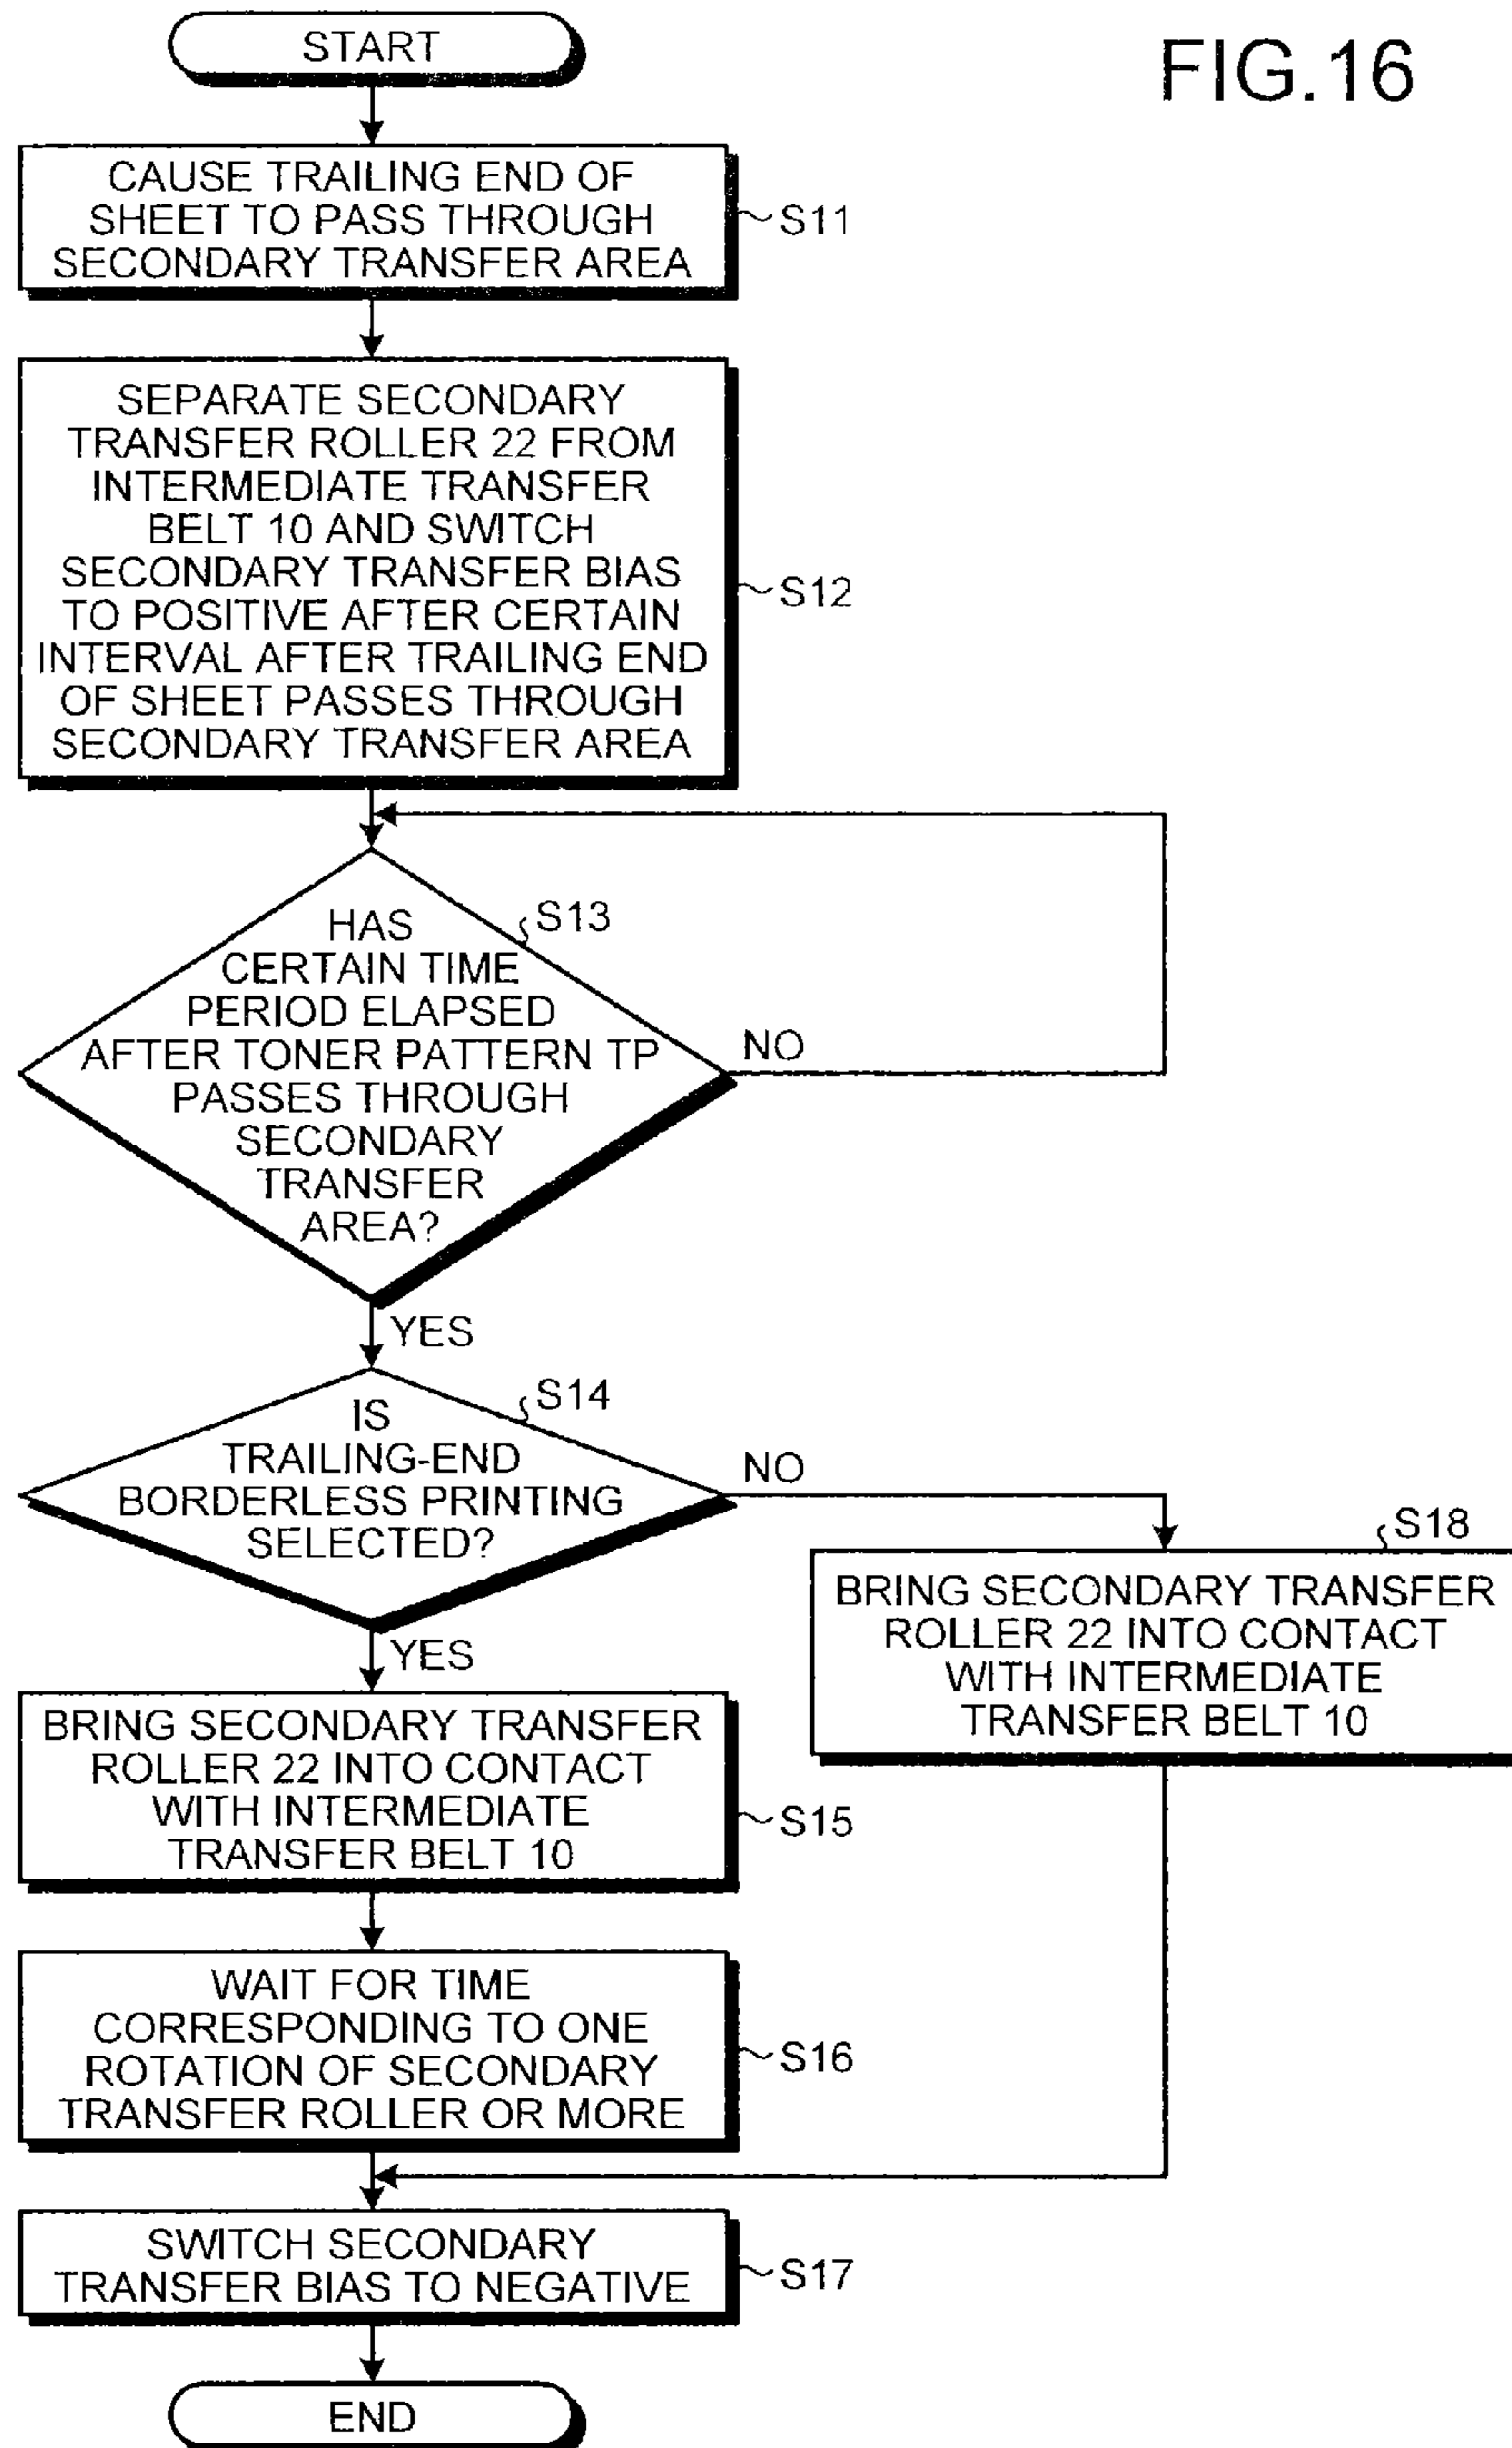 FIG.16
START
CAUSE TRAILING END OF
SHEET TO PASS THROUGH
SECONDARY TRANSFER AREA
S11
SEPARATE SECONDARY
TRANSFER ROLLER 22 FROM
INTERMEDIATE TRANSFER
BELT 10 AND SWITCH
SECONDARY TRANSFER BIAS
TO POSITIVE AFTER CERTAIN
INTERVAL AFTER TRAILING END
OF SHEET PASSES THROUGH
SECONDARY TRANSFER AREA
S12
HAS
CERTAIN TIME
PERIOD ELAPSED
AFTER TONER PATTERN TP
PASSES THROUGH
SECONDARY
TRANSFER
AREA?
S13
NO
YES
IS
TRAILING-END
BORDERLESS PRINTING
SELECTED?
S14
NO
YES
BRING SECONDARY TRANSFER
ROLLER 22 INTO CONTACT
WITH INTERMEDIATE
TRANSFER BELT 10
S18
BRING SECONDARY TRANSFER
ROLLER 22 INTO CONTACT
WITH INTERMEDIATE
TRANSFER BELT 10
S15
WAIT FOR TIME
CORRESPONDING TO ONE
ROTATION OF SECONDARY
TRANSFER ROLLER OR MORE
S16
SWITCH SECONDARY
TRANSFER BIAS TO NEGATIVE
S17
END